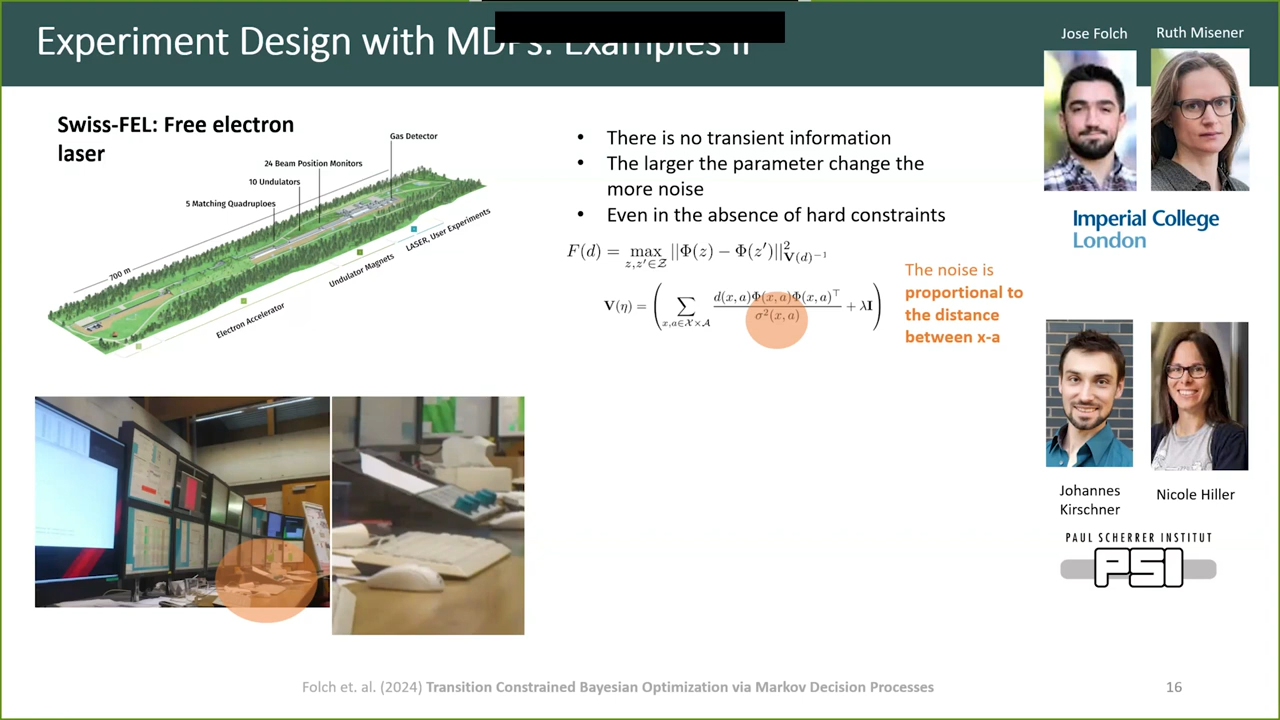 Experiment Design with MDPs: Examples II
Jose Folch
Ruth Misener
Swiss-FEL: Free electron
laser
Gas Detector
24 Beam Position Monitors
10 Undulators
5 Matching Quadruploes
700 m
LASER, User Experiments
Undulator Magnets
Electron Accelerator
• There is no transient information
• The larger the parameter change the
more noise
• Even in the absence of hard constraints
F(d) = max_{z,z′∈𝒵} ||Φ(z) − Φ(z′)||²_{V(d)⁻¹}
V(η) = ( ∑_{x,a∈𝒳×𝒜} d(x,a)Φ(x,a)Φ(x,a)^⊤ / σ²(x,a) + λI )
The noise is
proportional to
the distance
between x-a
Imperial College
London
Johannes
Kirschner
Nicole Hiller
PAUL SCHERRER INSTITUT
PSI
Folch et. al. (2024) Transition Constrained Bayesian Optimization via Markov Decision Processes
16